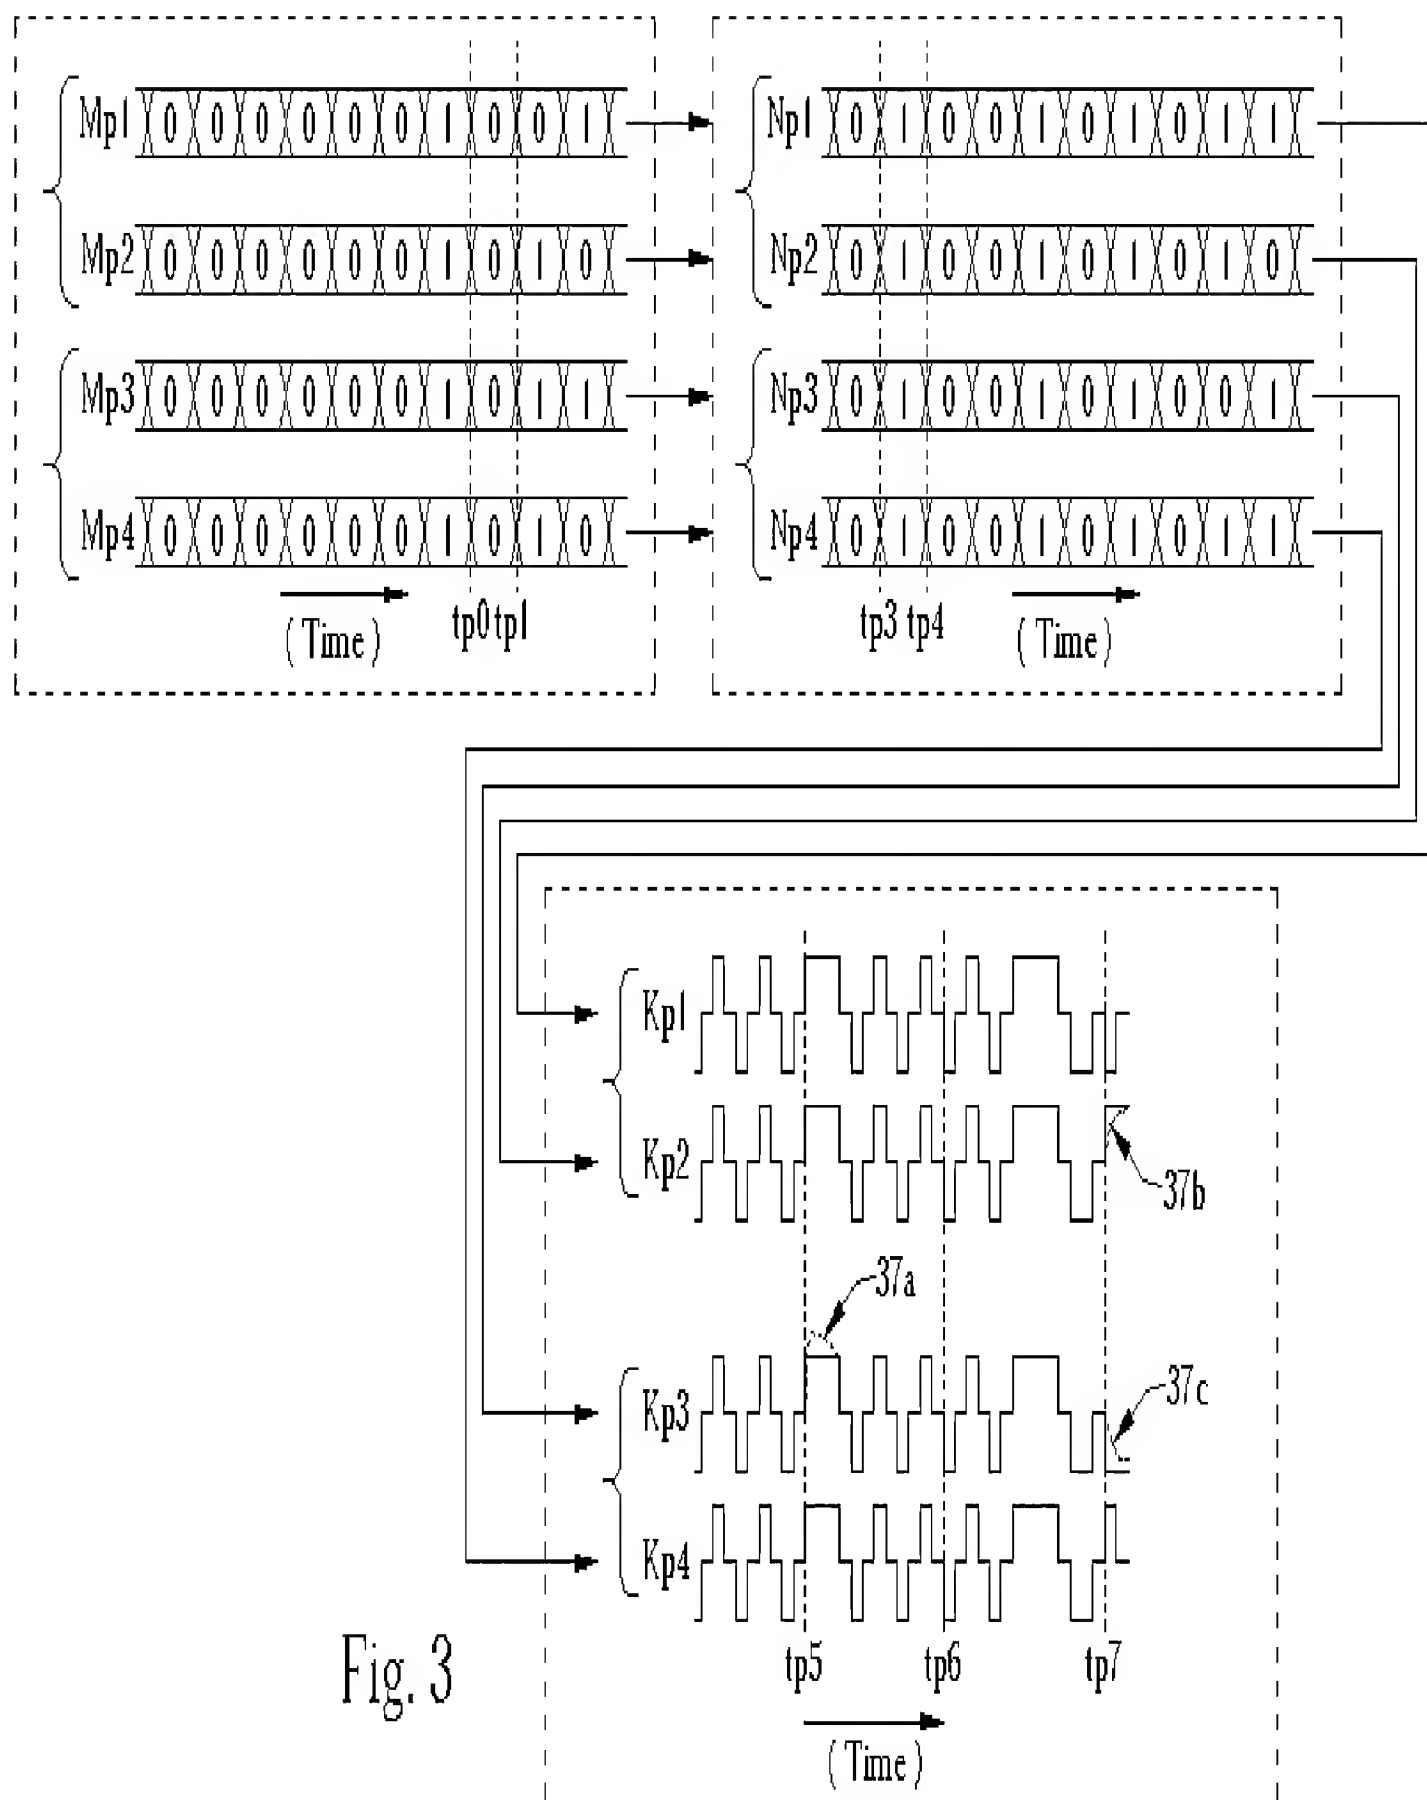 Mp1 0 0 0 0 0 0 1 0 0 1
Np1 0 1 0 0 1 0 1 0 1 1
Mp2 0 0 0 0 0 0 1 0 1 0
Np2 0 1 0 0 1 0 1 0 1 0
Mp3 0 0 0 0 0 0 1 0 1 1
Np3 0 1 0 0 1 0 1 0 0 1
Mp4 0 0 0 0 0 0 1 0 1 0
Np4 0 1 0 0 1 0 1 0 1 1
tp0 tp1
(Time)
tp3 tp4
(Time)
Kp1
Kp2
37b
37a
Kp3
37c
Kp4
tp5 tp6 tp7
(Time)
Fig. 3